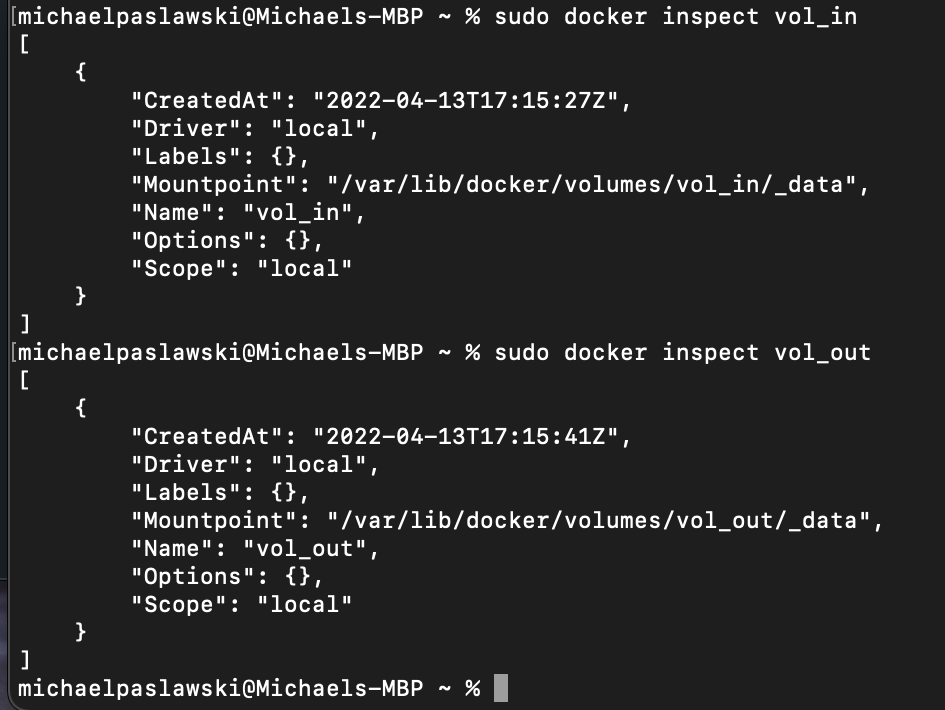 [michaelpaslawski@Michaels-MBP ~ % sudo docker inspect vol_in
[
    {
        "CreatedAt": "2022-04-13T17:15:27Z",
        "Driver": "local",
        "Labels": {},
        "Mountpoint": "/var/lib/docker/volumes/vol_in/_data",
        "Name": "vol_in",
        "Options": {},
        "Scope": "local"
    }
]
[michaelpaslawski@Michaels-MBP ~ % sudo docker inspect vol_out
[
    {
        "CreatedAt": "2022-04-13T17:15:41Z",
        "Driver": "local",
        "Labels": {},
        "Mountpoint": "/var/lib/docker/volumes/vol_out/_data",
        "Name": "vol_out",
        "Options": {},
        "Scope": "local"
    }
]
michaelpaslawski@Michaels-MBP ~ %